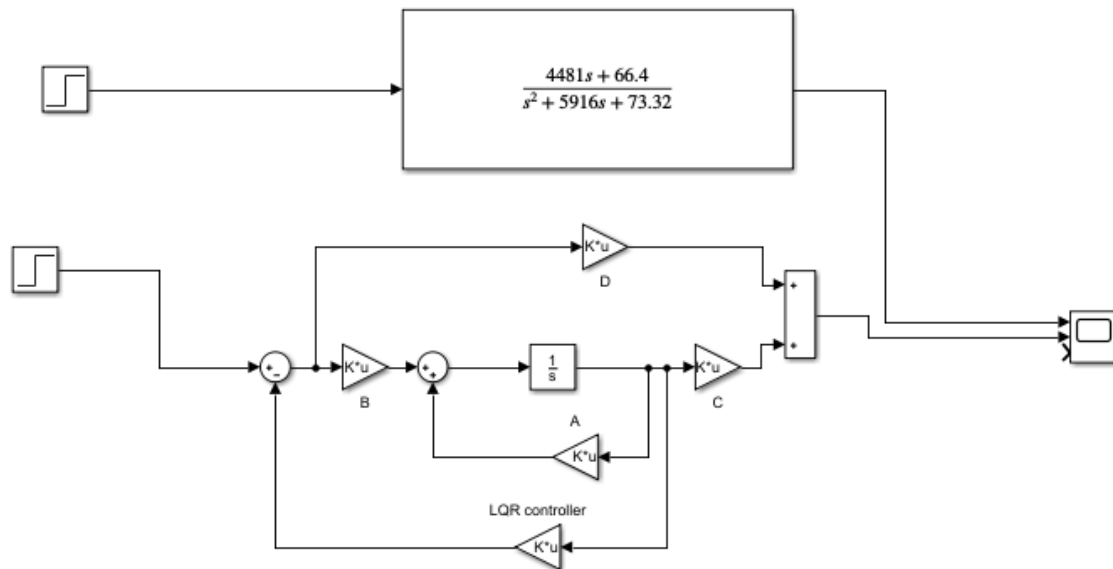 4481s + 66.4
s² + 5916s + 73.32
K*u
D
+
+
+
-
K*u
B
+
+
1
s
K*u
C
A
K*u
LQR controller
K*u